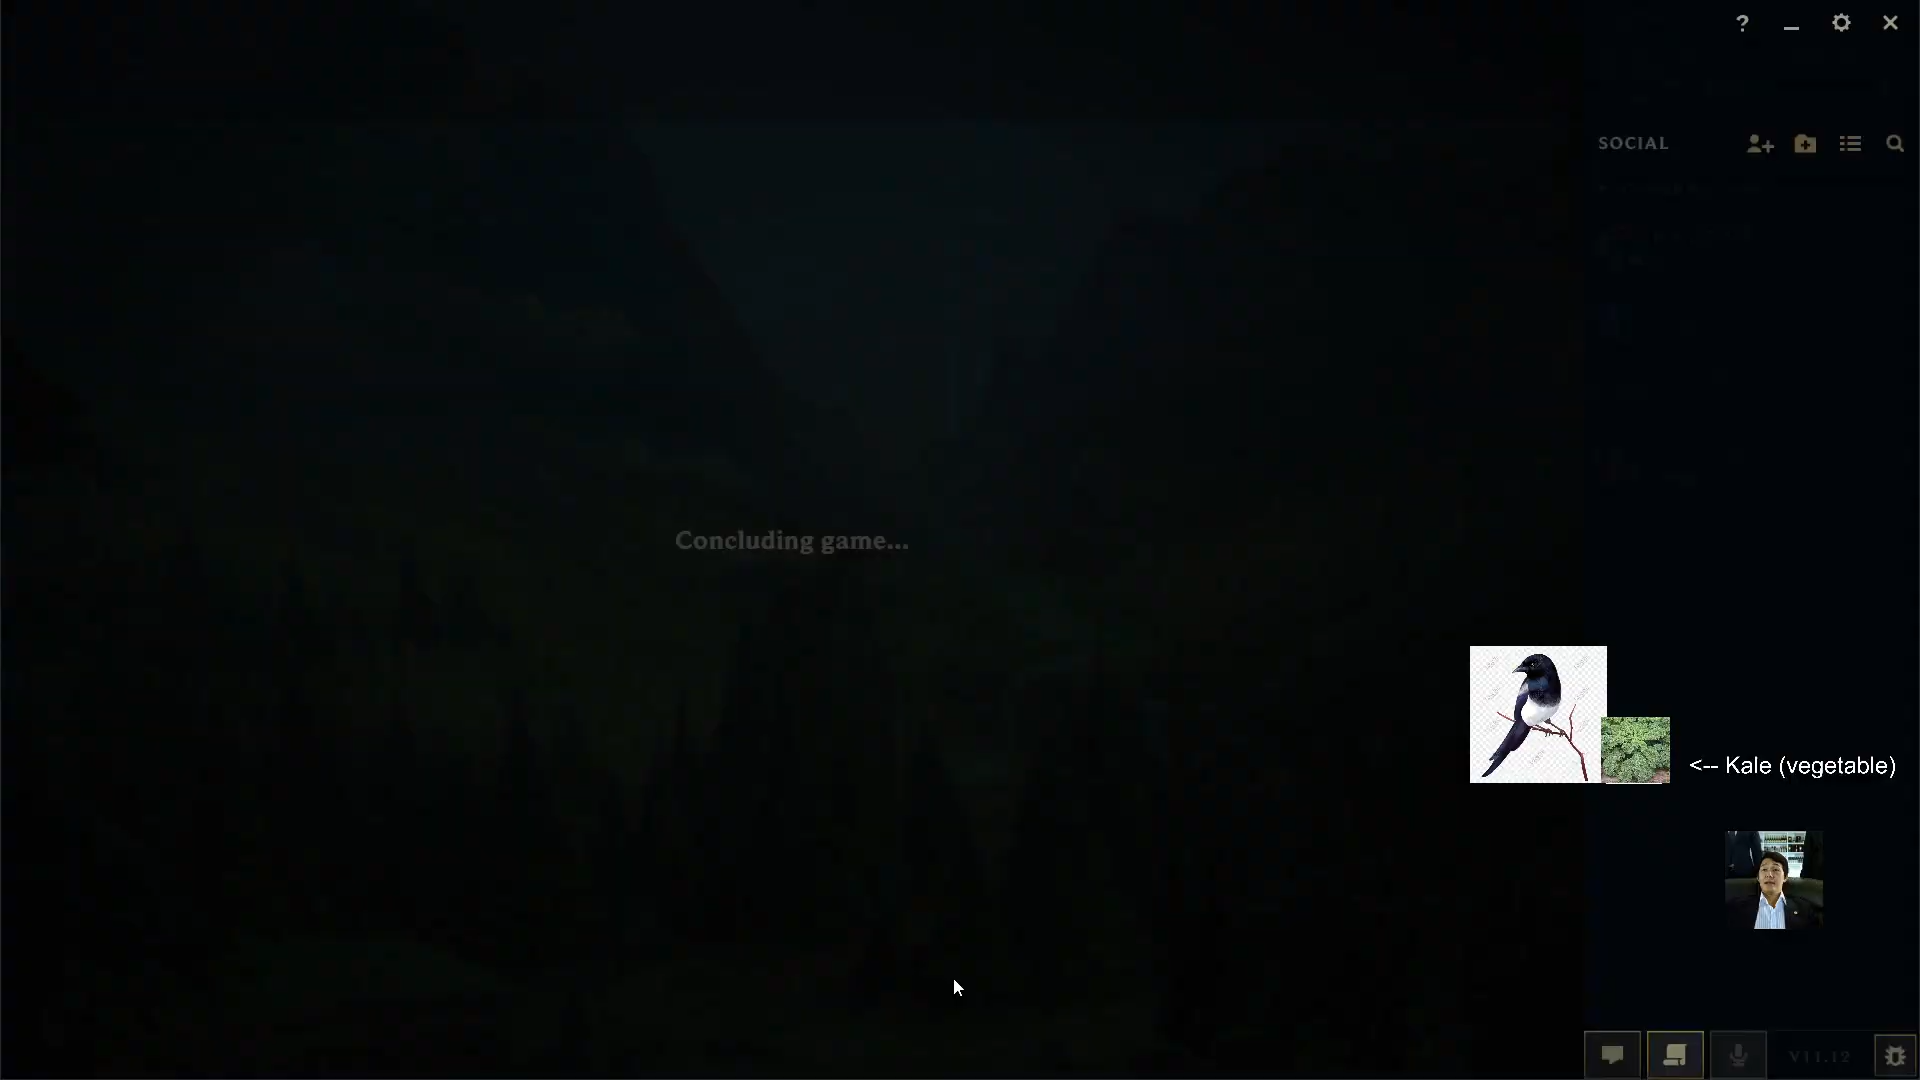 SOCIAL
Concluding game...
<-- Kale (vegetable)
V11.12